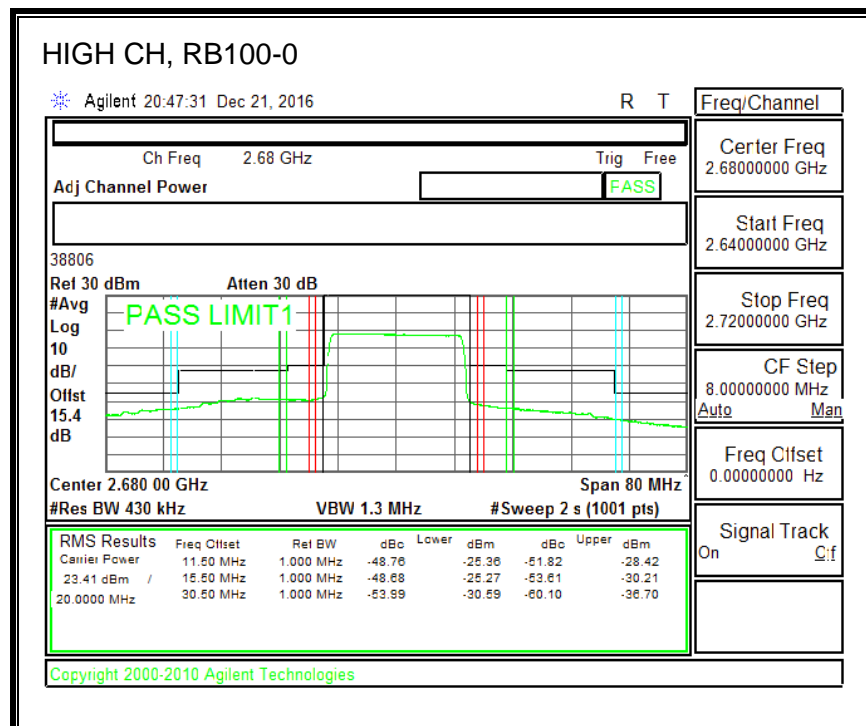 HIGH CH, RB100-0
Agilent 20:47:31 Dec 21, 2016 R T
Freq/Channel
Ch Freq 2.68 GHz Trig Free
Adj Channel Power FASS
Center Freq
2.68000000 GHz
Start Freq
2.64000000 GHz
Stop Freq
2.72000000 GHz
CF Step
8.00000000 MHz
Auto Man
Freq Offset
0.00000000 Hz
Signal Track
On Off
38806
Ref 30 dBm Atten 30 dB
#Avg
Log
10
dB/
Offst
15.4
dB
PASS LIMIT1
Center 2.680 00 GHz Span 80 MHz
#Res BW 430 kHz VBW 1.3 MHz #Sweep 2 s (1001 pts)
RMS Results Freq Offset Ref BW dBc Lower dBm dBc Upper dBm
Carrier Power 11.50 MHz 1.000 MHz -48.76 -25.36 -51.82 -28.42
23.41 dBm / 15.50 MHz 1.000 MHz -48.68 -25.27 -53.61 -30.21
20.0000 MHz 30.50 MHz 1.000 MHz -53.99 -30.59 -60.10 -36.70
Copyright 2000-2010 Agilent Technologies